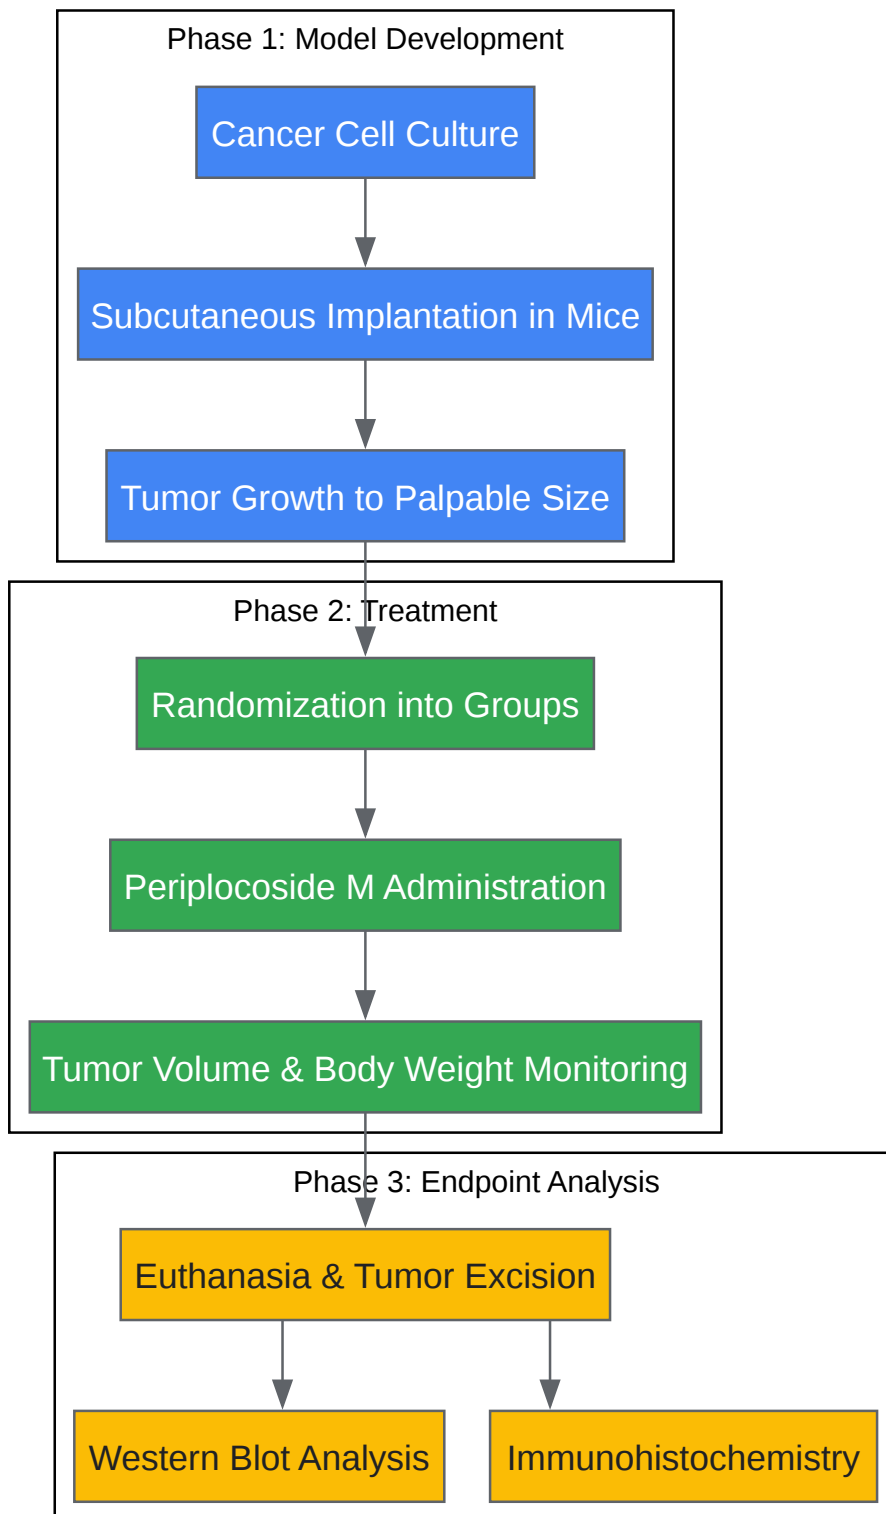 Phase 1: Model Development
Cancer Cell Culture
Subcutaneous Implantation in Mice
Tumor Growth to Palpable Size
Phase 2: Treatment
Randomization into Groups
Periplocoside M Administration
Tumor Volume & Body Weight Monitoring
Phase 3: Endpoint Analysis
Euthanasia & Tumor Excision
Western Blot Analysis
Immunohistochemistry